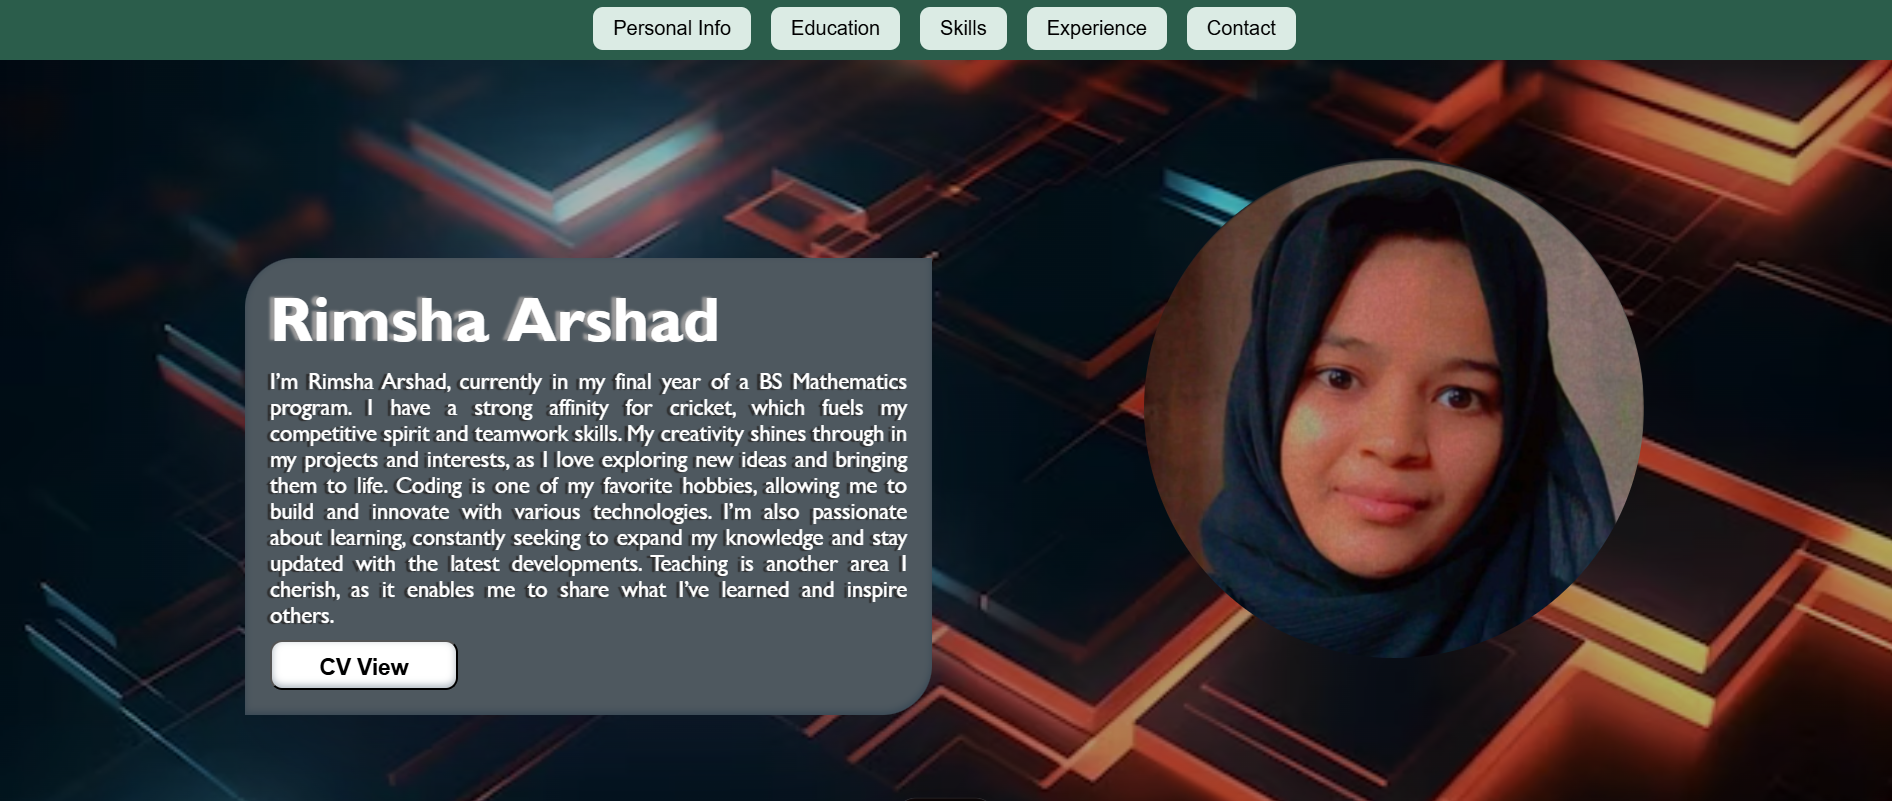 Personal Info Education Skills Experience Contact
Rimsha Arshad
I’m Rimsha Arshad, currently in my final year of a BS Mathematics
program. I have a strong affinity for cricket, which fuels my
competitive spirit and teamwork skills. My creativity shines through in
my projects and interests, as I love exploring new ideas and bringing
them to life. Coding is one of my favorite hobbies, allowing me to
build and innovate with various technologies. I’m also passionate
about learning, constantly seeking to expand my knowledge and stay
updated with the latest developments. Teaching is another area I
cherish, as it enables me to share what I’ve learned and inspire
others.
CV View